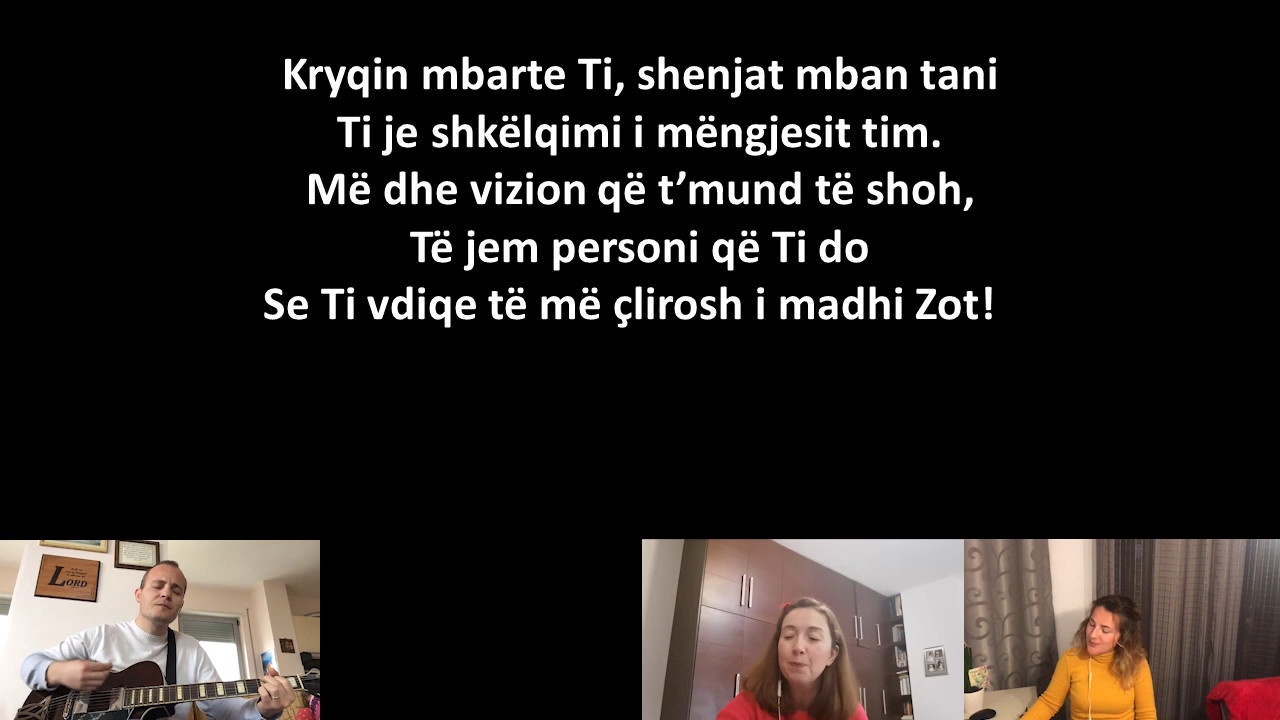 Kryqin mbarte Ti, shenjat mban tani
Ti je shkëlqimi i mëngjesit tim.
Më dhe vizion që t’mund të shoh,
Të jem personi që Ti do
Se Ti vdiqe të më çlirosh i madhi Zot!
LORD